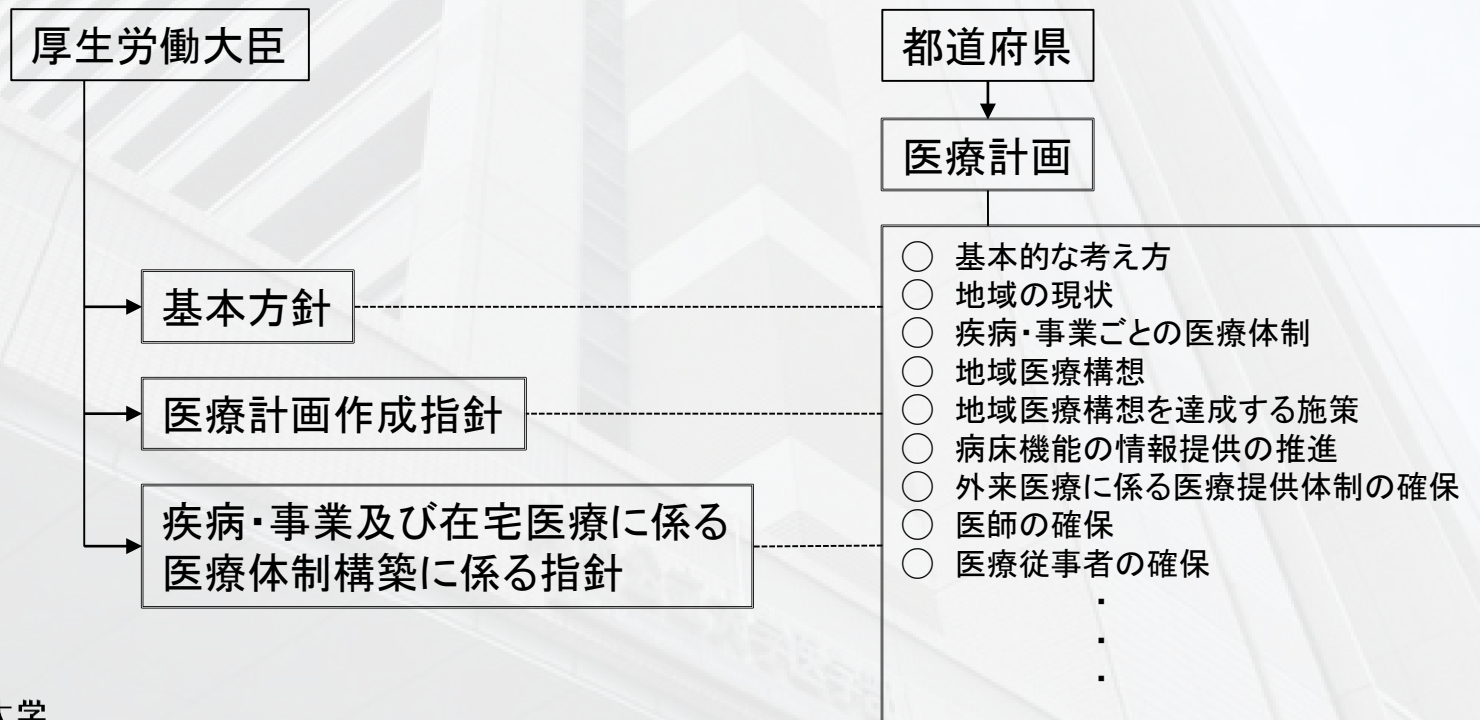 厚生労働大臣
基本方針
医療計画作成指針
疾病・事業及び在宅医療に係る
医療体制構築に係る指針
都道府県
医療計画
○ 基本的な考え方
○ 地域の現状
○ 疾病・事業ごとの医療体制
○ 地域医療構想
○ 地域医療構想を達成する施策
○ 病床機能の情報提供の推進
○ 外来医療に係る医療提供体制の確保
○ 医師の確保
○ 医療従事者の確保
・
・
・
大学